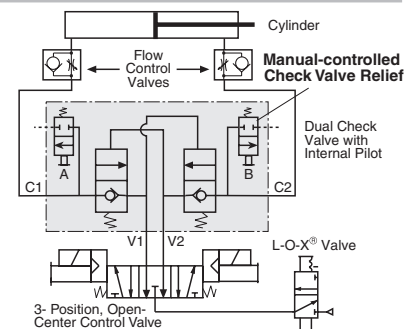 Cylinder
Flow
Control
Valves
Manual-controlled
Check Valve Relief
Dual Check
Valve with
Internal Pilot
A
B
C1
C2
V1
V2
L-O-X® Valve
3- Position, Open-
Center Control Valve